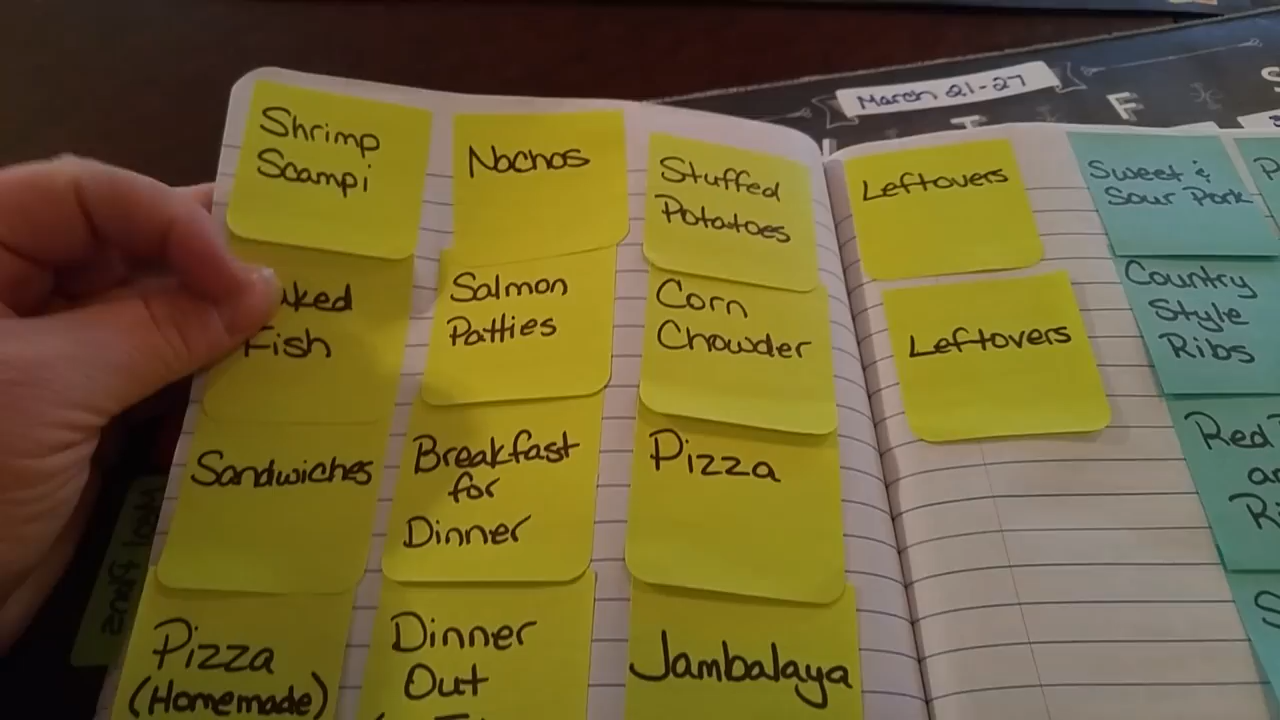 March 21-27
T
F
Shrimp
Scampi
Nachos
Stuffed
Potatoes
Leftovers
Sweet &
Sour Pork
Fish
Salmon
Patties
Corn
Chowder
Leftovers
Country
Style
Ribs
Sandwiches
Breakfast
for
Dinner
Pizza
Red
Pizza
(Homemade)
Dinner
Out
Jambalaya